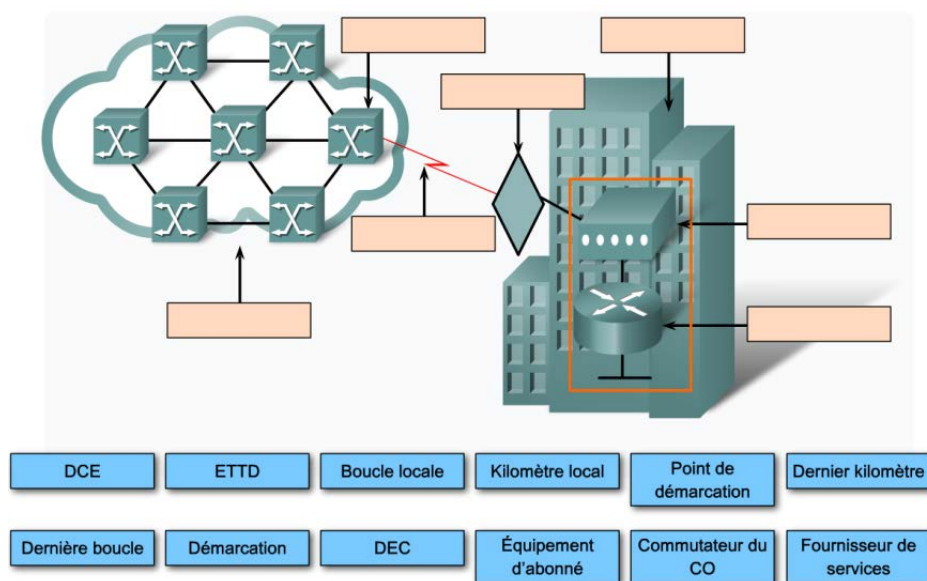 DCE
ETTD
Boucle locale
Kilomètre local
Point de
démarcation
Dernier kilomètre
Dernière boucle
Démarcation
DEC
Équipement
d'abonné
Commutateur du
CO
Fournisseur de
services